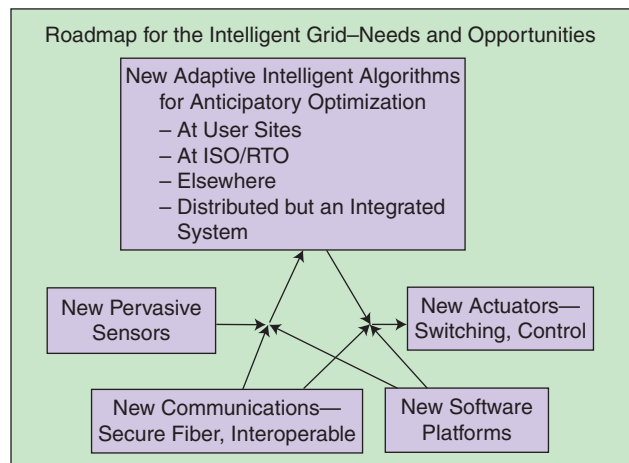 Roadmap for the Intelligent Grid–Needs and Opportunities
New Adaptive Intelligent Algorithms
for Anticipatory Optimization
– At User Sites
– At ISO/RTO
– Elsewhere
– Distributed but an Integrated
System
New Pervasive
Sensors
New Actuators—
Switching, Control
New Communications—
Secure Fiber, Interoperable
New Software
Platforms